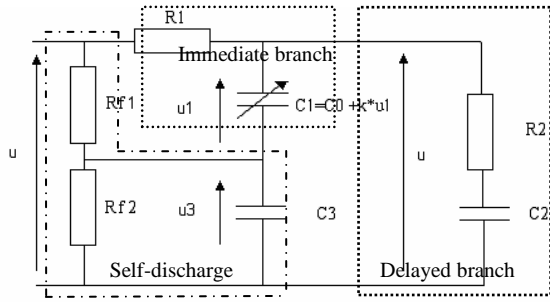 R1
Immediate branch
Rf1
u1
C1=C0+k*u1
R2
u
u
Rf2
u3
C3
C2
Self-discharge
Delayed branch